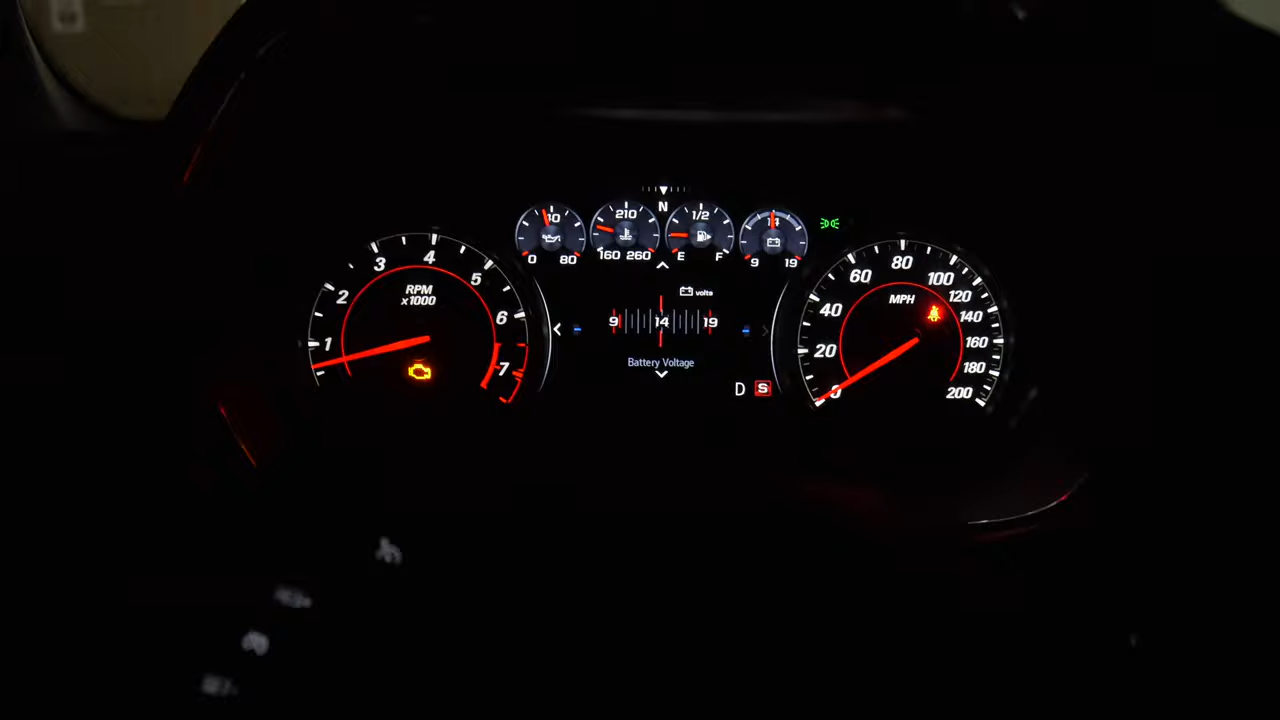 N
40
0 80
210
160 260
1/2
E F
14
9 19
1 2 3 4 5 6 7
RPM
x1000
volts
9 14 19
Battery Voltage
D S
0 20 40 60 80 100 120 140 160 180 200
MPH